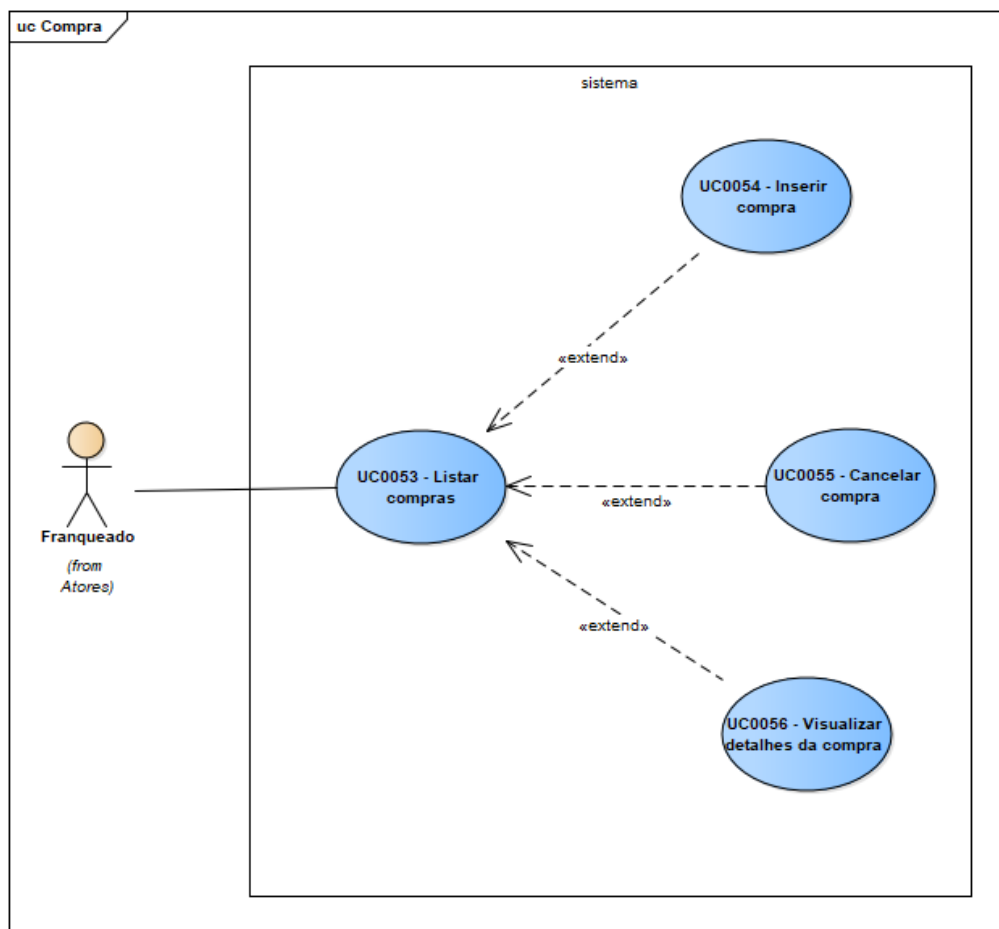 uc Compra
sistema
UC0054 - Inserir
compra
«extend»
UC0053 - Listar
compras
UC0055 - Cancelar
compra
«extend»
Franqueado
(from
Atores)
«extend»
UC0056 - Visualizar
detalhes da compra